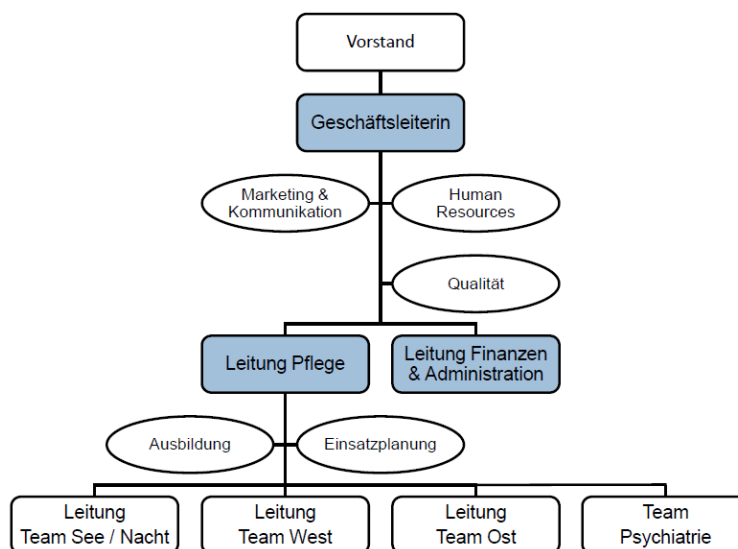 Vorstand
Geschäftsleiterin
Marketing &
Kommunikation
Human
Resources
Qualität
Leitung Pflege
Leitung Finanzen
& Administration
Ausbildung
Einsatzplanung
Leitung
Team See / Nacht
Leitung
Team West
Leitung
Team Ost
Team
Psychiatrie